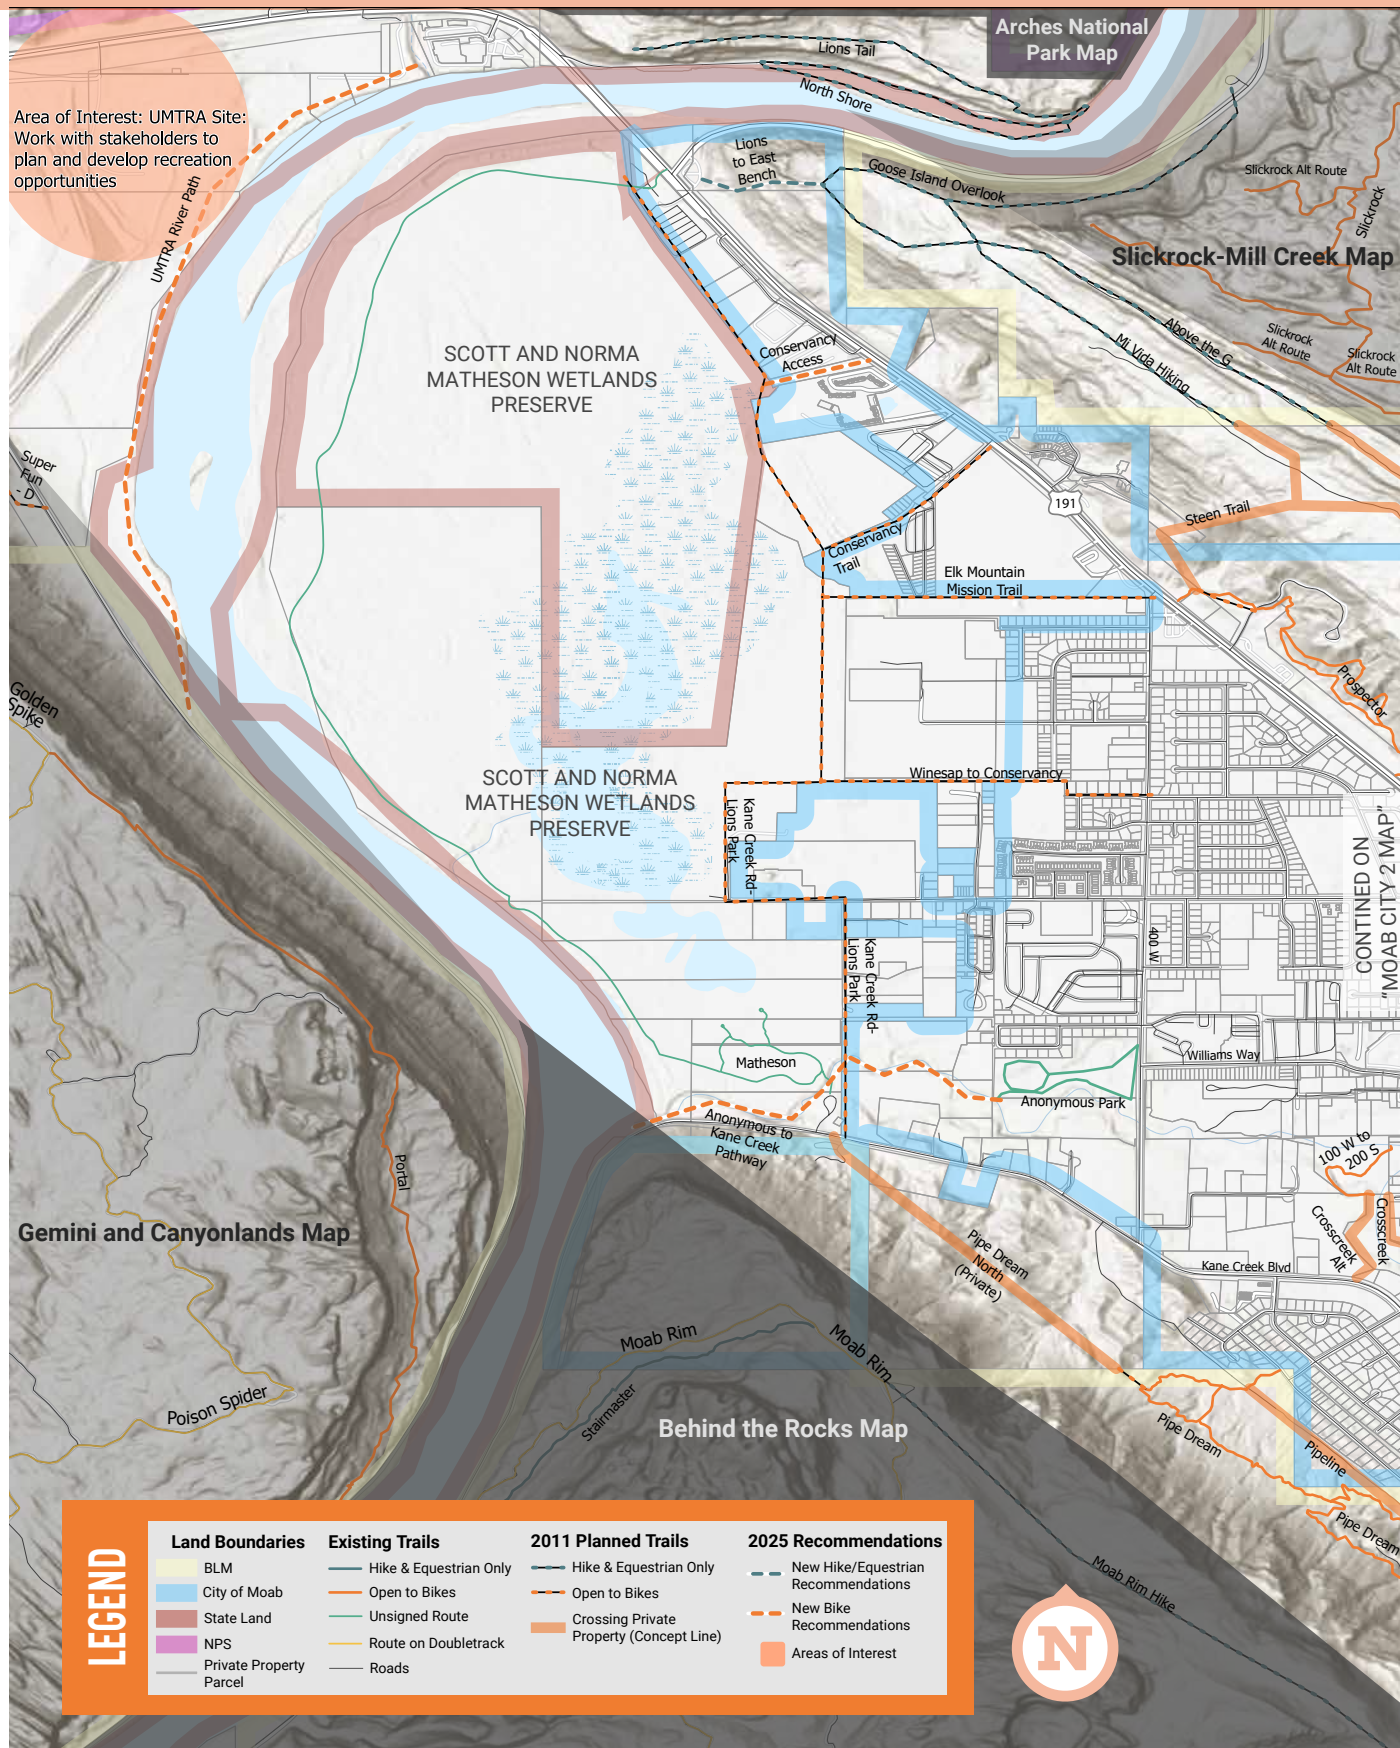 Arches National
Park Map
Lions Tail
North Shore
Area of Interest: UMTRA Site:
Work with stakeholders to
plan and develop recreation
opportunities
UMTRA River Path
Lions
to East
Bench
Goose Island Overlook
Slickrock Alt Route
Slickrock
Slickrock-Mill Creek Map
Above the G
Mi Vida Hiking
Slickrock
Alt Route
Slickrock
Alt Route
SCOTT AND NORMA
MATHESON WETLANDS
PRESERVE
Conservancy
Access
Super
Fun
- D
191
Steen Trail
Conservancy
Trail
Elk Mountain
Mission Trail
Golden
Spike
Prospector
SCOTT AND NORMA
MATHESON WETLANDS
PRESERVE
Winesap to Conservancy
Kane Creek Rd-
Lions Park
CONTINED ON
"MOAB CITY 2 MAP"
Kane Creek Rd-
Lions Park
400 W
Matheson
Williams Way
Anonymous Park
Anonymous to
Kane Creek
Pathway
100 W to
200 S
Portal
Crosscreek
Crosscreek
Alt
Gemini and Canyonlands Map
Pipe Dream
North
(Private)
Kane Creek Blvd
Moab Rim
Moab Rim
Stairmaster
Poison Spider
Behind the Rocks Map
Pipe Dream
Pipeline
Pipe Dream
Moab Rim Hike
LEGEND
Land Boundaries
BLM
City of Moab
State Land
NPS
Private Property
Parcel
Existing Trails
Hike & Equestrian Only
Open to Bikes
Unsigned Route
Route on Doubletrack
Roads
2011 Planned Trails
Hike & Equestrian Only
Open to Bikes
Crossing Private
Property (Concept Line)
2025 Recommendations
New Hike/Equestrian
Recommendations
New Bike
Recommendations
Areas of Interest
N